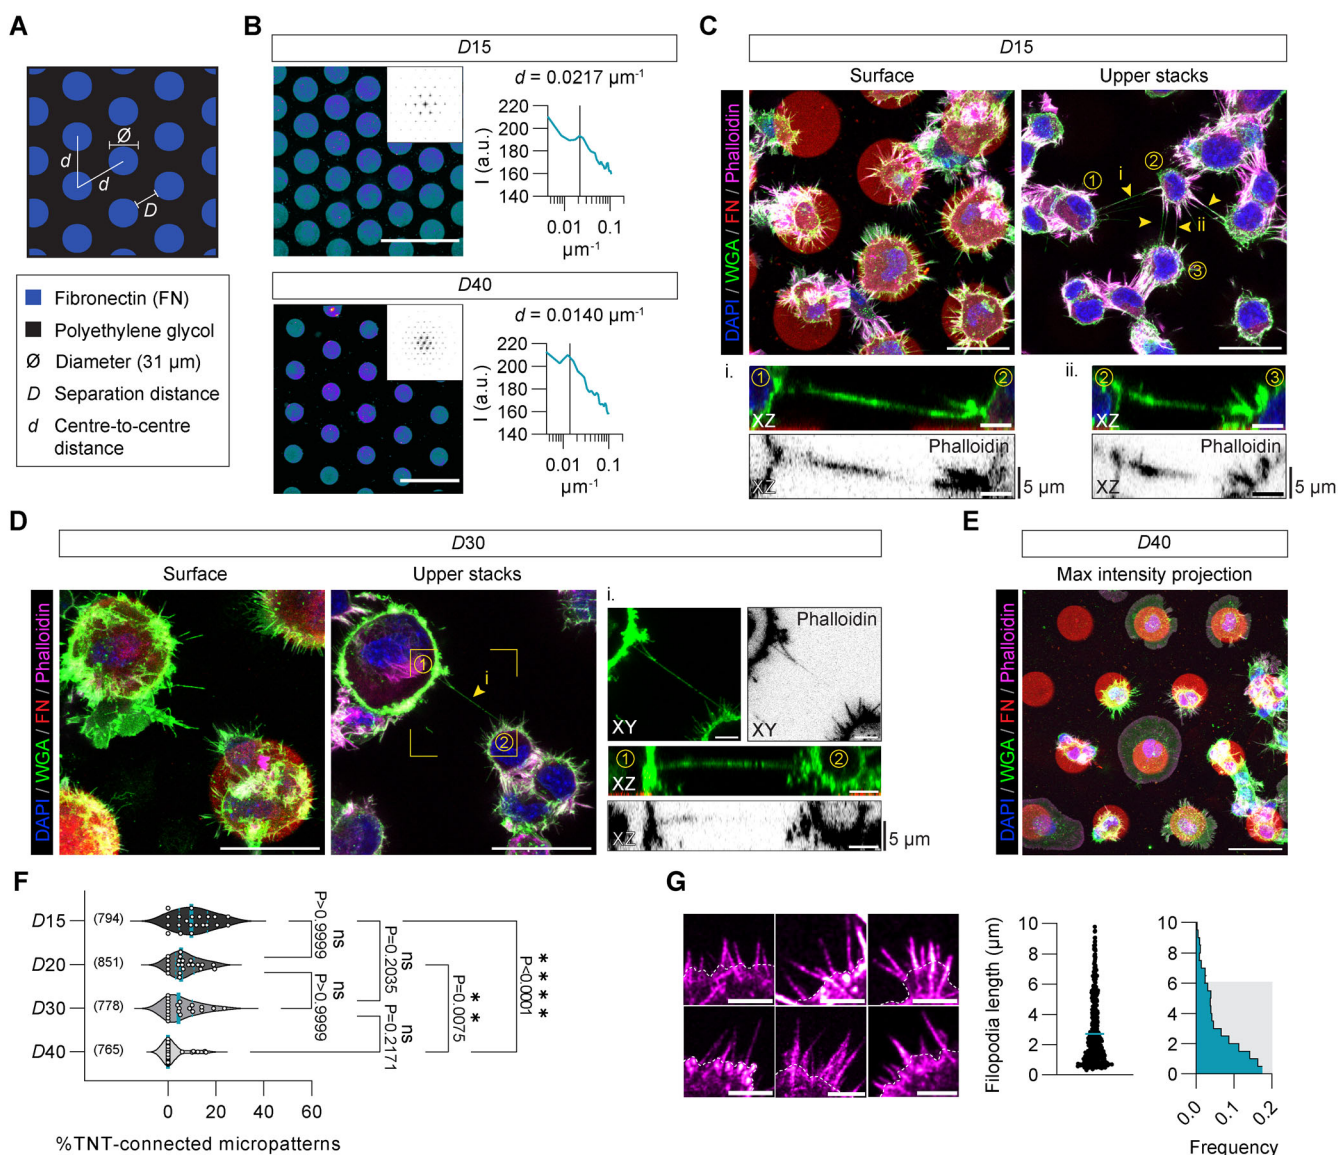 A
Ø
d
d
D
Fibronectin (FN)
Polyethylene glycol
Ø Diameter (31 µm)
D Separation distance
d Centre-to-centre
distance
B
D15
d = 0.0217 µm-1
220
200
180
160
140
I (a.u.)
0.01 0.1
µm-1
D40
d = 0.0140 µm-1
220
200
180
160
140
I (a.u.)
0.01 0.1
µm-1
C
D15
Surface Upper stacks
DAPI / WGA / FN / Phalloidin
1
i
2
ii
3
i.
1 2
XZ
Phalloidin
XZ
5 µm
ii.
2 3
XZ
Phalloidin
XZ
5 µm
D
D30
Surface Upper stacks
DAPI / WGA / FN / Phalloidin
1
i
2
i.
XY
Phalloidin
XY
1 2
XZ
XZ
5 µm
E
D40
Max intensity projection
DAPI / WGA / FN / Phalloidin
F
D15 (794)
D20 (851)
D30 (778)
D40 (765)
0 20 40 60
%TNT-connected micropatterns
ns
P>0.99999
ns
P>0.99999
ns
P=0.2035
ns
P=0.2171
**
P=0.0075
****
P<0.0001
G
Filopodia length (µm)
10
8
6
4
2
0
10
8
6
4
2
0
0.0 0.1 0.2
Frequency